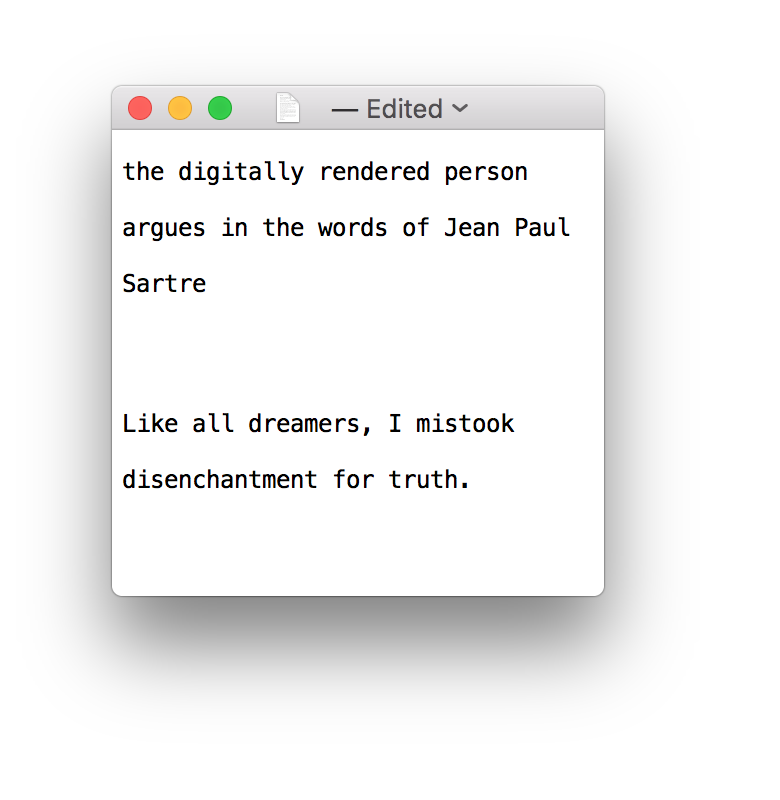 — Edited
the digitally rendered person
argues in the words of Jean Paul
Sartre
Like all dreamers, I mistook
disenchantment for truth.